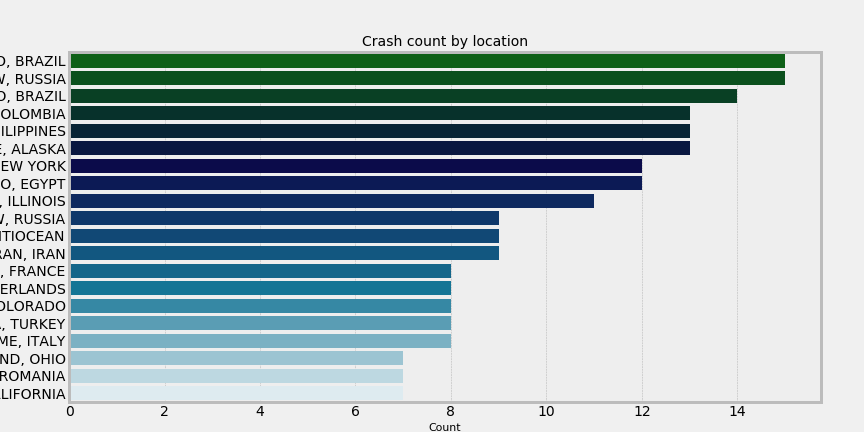 Crash count by location
O, BRAZIL
W, RUSSIA
O, BRAZIL
OLOMBIA
ILIPPINES
E, ALASKA
EW YORK
O, EGYPT
, ILLINOIS
W, RUSSIA
NTIOCEAN
RAN, IRAN
, FRANCE
ERLANDS
OLORADO
, TURKEY
ME, ITALY
ND, OHIO
ROMANIA
LIFORNIA
0 2 4 6 8 10 12 14
Count